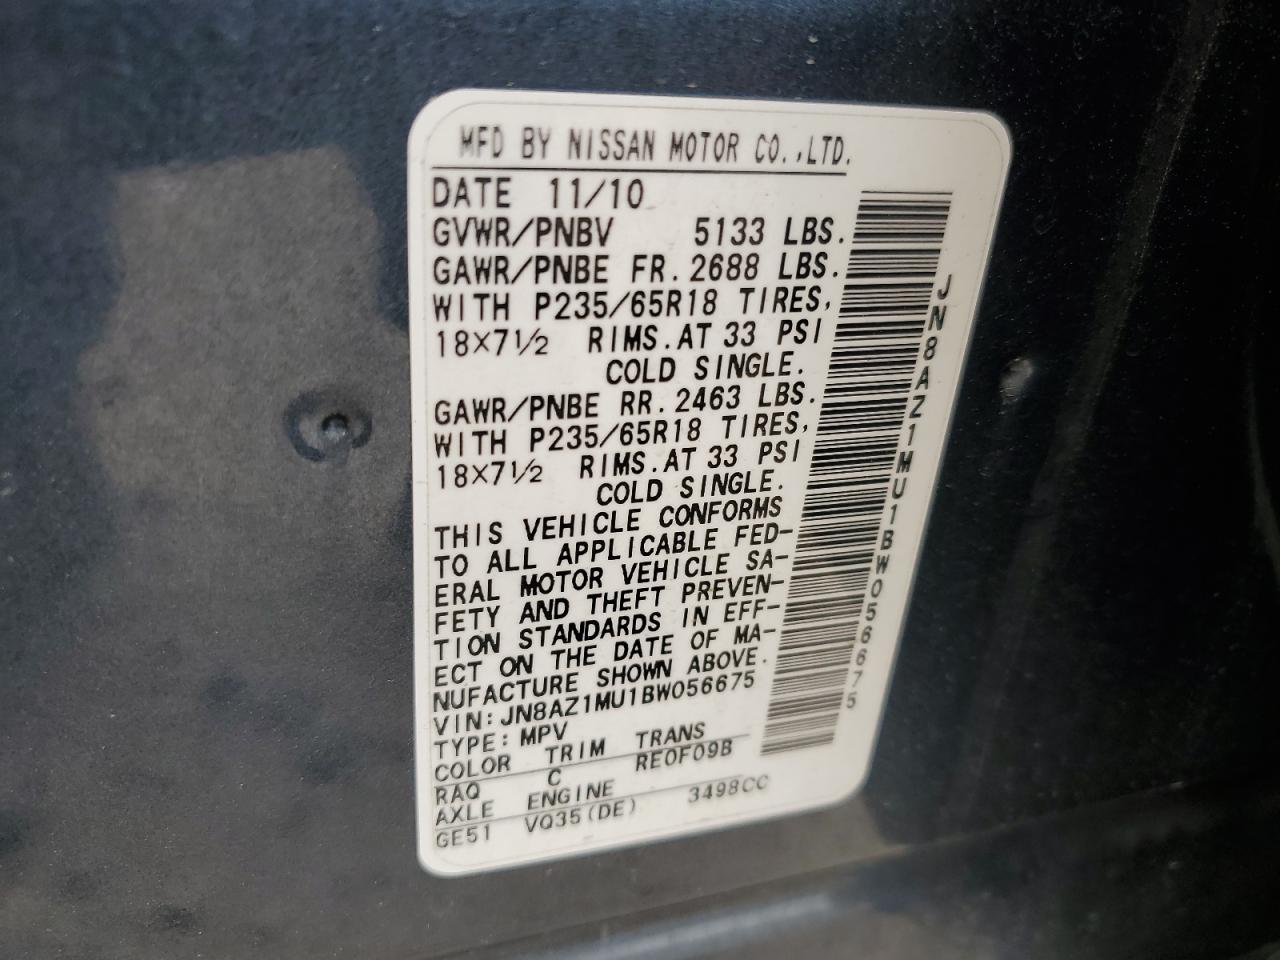 MFD BY NISSAN MOTOR CO.,LTD.
DATE 11/10
GVWR/PNBV 5133 LBS.
GAWR/PNBE FR. 2688 LBS.
WITH P235/65R18 TIRES,
18×7½ RIMS. AT 33 PSI
COLD SINGLE.
GAWR/PNBE RR. 2463 LBS.
WITH P235/65R18 TIRES,
18×7½ RIMS. AT 33 PSI
COLD SINGLE.
THIS VEHICLE CONFORMS
TO ALL APPLICABLE FED-
ERAL MOTOR VEHICLE SA-
FETY AND THEFT PREVEN-
TION STANDARDS IN EFF-
ECT ON THE DATE OF MA-
NUFACTURE SHOWN ABOVE.
VIN: JN8AZ1MU1BW056675
TYPE: MPV
COLOR TRIM TRANS
RAQ C RE0F09B
AXLE ENGINE
GE51 VQ35(DE) 3498CC
JN8AZ1MU1BW056675